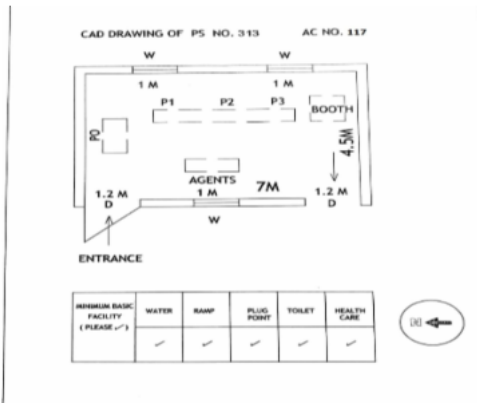 CAD DRAWING OF PS NO. 313 AC NO. 117
W W
1 M 1 M
P1 P2 P3
BOOTH
PO
4.5M
AGENTS
1.2 M 1 M 7M 1.2 M
D D
W
ENTRANCE
MINIMUM BASIC FACILITY ( PLEASE ✓ ) WATER RAMP PLUG POINT TOILET HEALTH CARE
✓ ✓ ✓ ✓ ✓
N